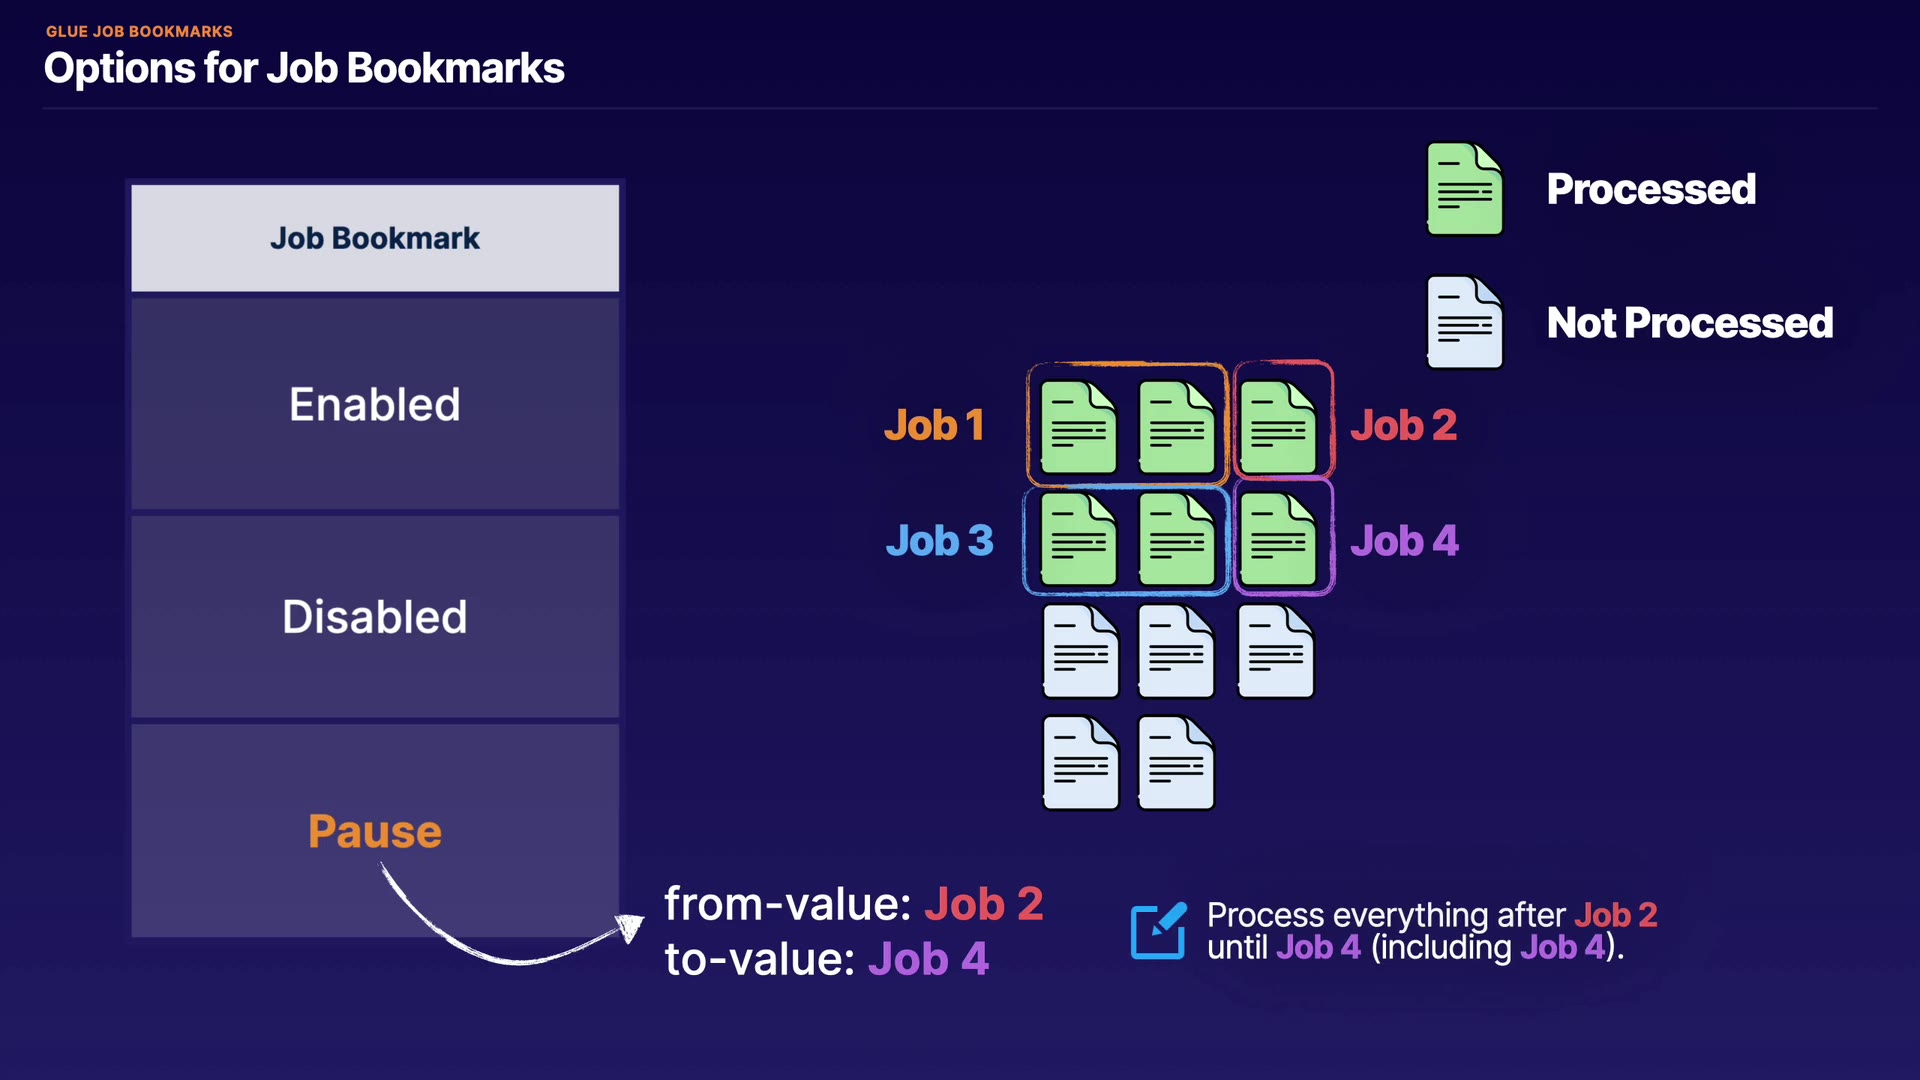 GLUE JOB BOOKMARKS
Options for Job Bookmarks
Processed
Not Processed
Job Bookmark
Enabled
Disabled
Pause
Job 1
Job 2
Job 3
Job 4
from-value: Job 2
to-value: Job 4
Process everything after Job 2
until Job 4 (including Job 4).